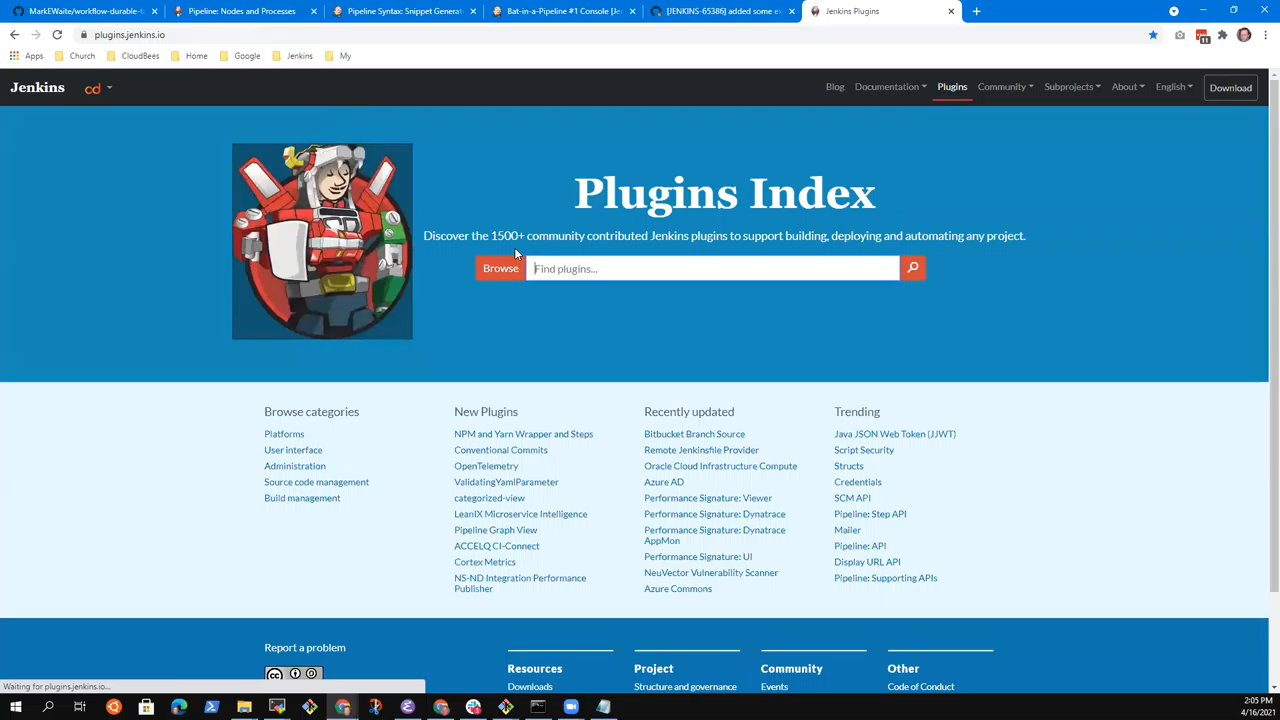 MarkEWaite/workflow-durable-ta
Pipeline: Nodes and Processes
Pipeline Syntax: Snippet Generat
Bat-in-a-Pipeline #1 Console [Jen
[JENKINS-65386] added some ex
Jenkins Plugins
plugins.jenkins.io
11
Apps
Church
CloudBees
Home
Google
Jenkins
My
Jenkins
cd
Blog
Documentation
Plugins
Community
Subprojects
About
English
Download
Plugins Index
Discover the 1500+ community contributed Jenkins plugins to support building, deploying and automating any project.
Browse
Find plugins...
Browse categories
Platforms
User interface
Administration
Source code management
Build management
New Plugins
NPM and Yarn Wrapper and Steps
Conventional Commits
OpenTelemetry
ValidatingYamlParameter
categorized-view
LeanIX Microservice Intelligence
Pipeline Graph View
ACCELQ CI-Connect
Cortex Metrics
NS-ND Integration Performance
Publisher
Recently updated
Bitbucket Branch Source
Remote Jenkinsfile Provider
Oracle Cloud Infrastructure Compute
Azure AD
Performance Signature: Viewer
Performance Signature: Dynatrace
Performance Signature: Dynatrace
AppMon
Performance Signature: UI
NeuVector Vulnerability Scanner
Azure Commons
Trending
Java JSON Web Token (JJWT)
Script Security
Structs
Credentials
SCM API
Pipeline: Step API
Mailer
Pipeline: API
Display URL API
Pipeline: Supporting APIs
Report a problem
cc
Resources
Downloads
Project
Structure and governance
Community
Events
Other
Code of Conduct
Waiting for plugins.jenkins.io...
2:05 PM
4/16/2021